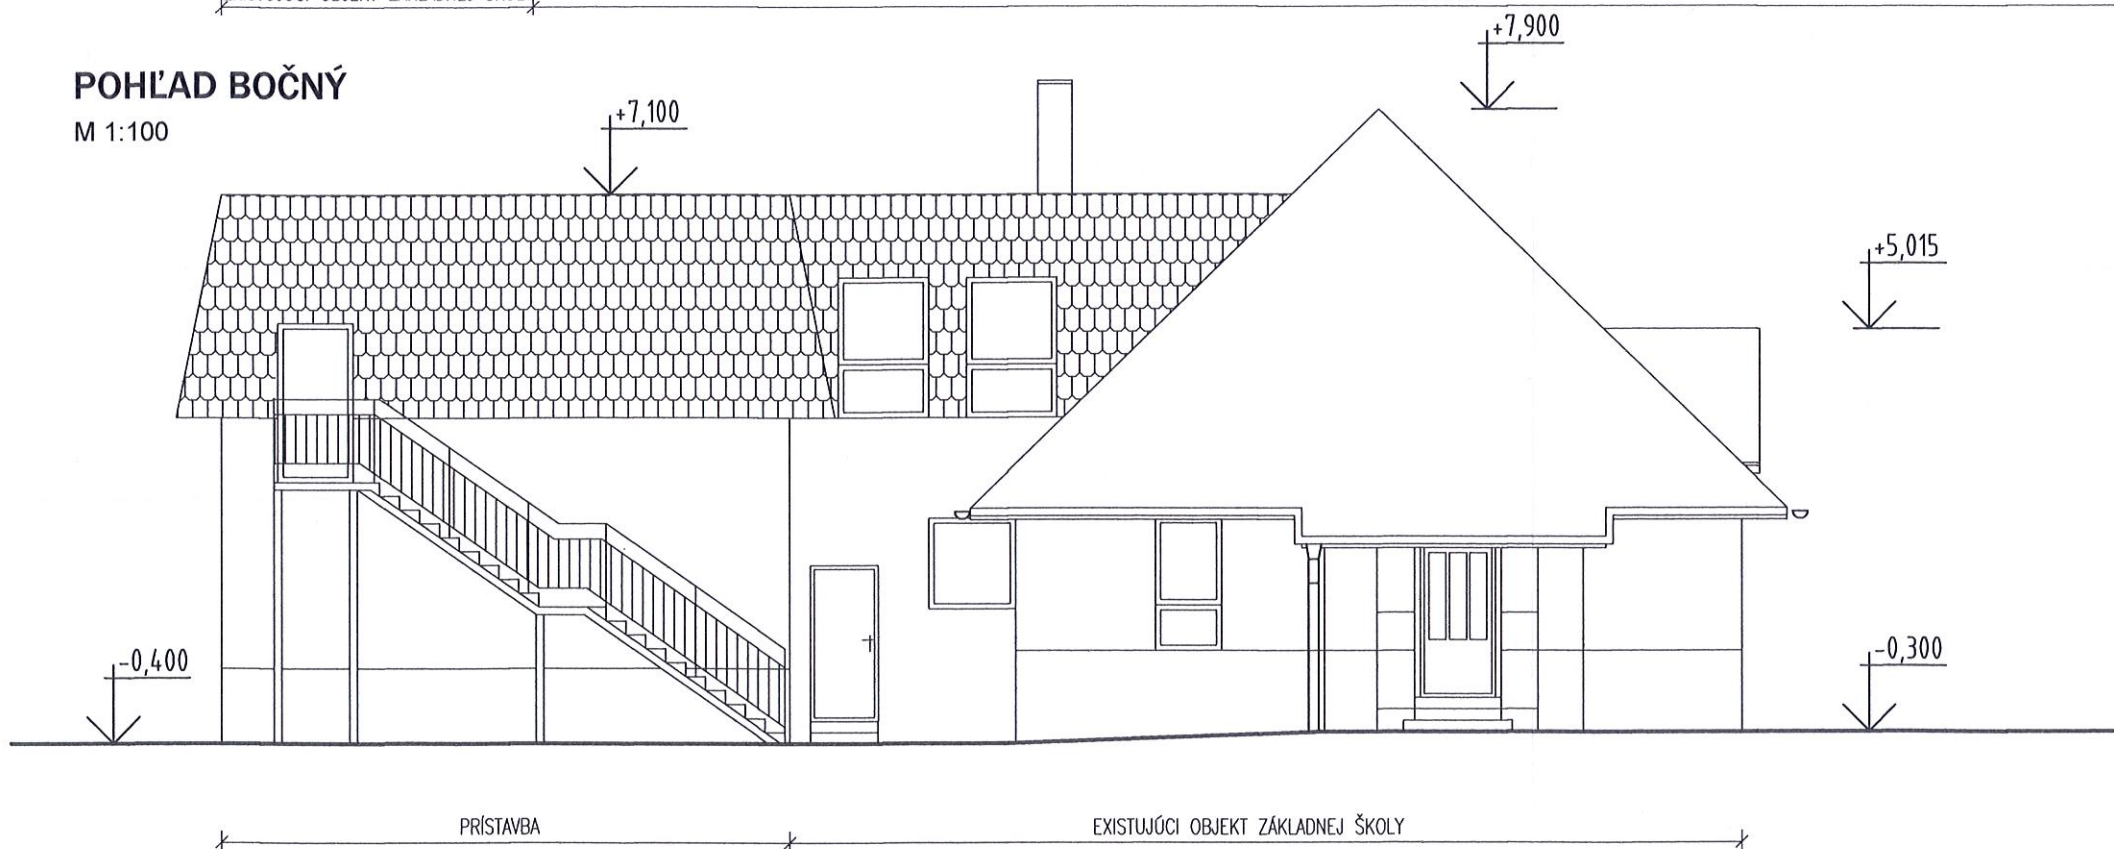 POHĽAD BOČNÝ
M 1:100
+7,900
+7,100
+5,015
-0,400
-0,300
PRÍSTAVBA
EXISTUJÚCI OBJEKT ZÁKLADNEJ ŠKOLY